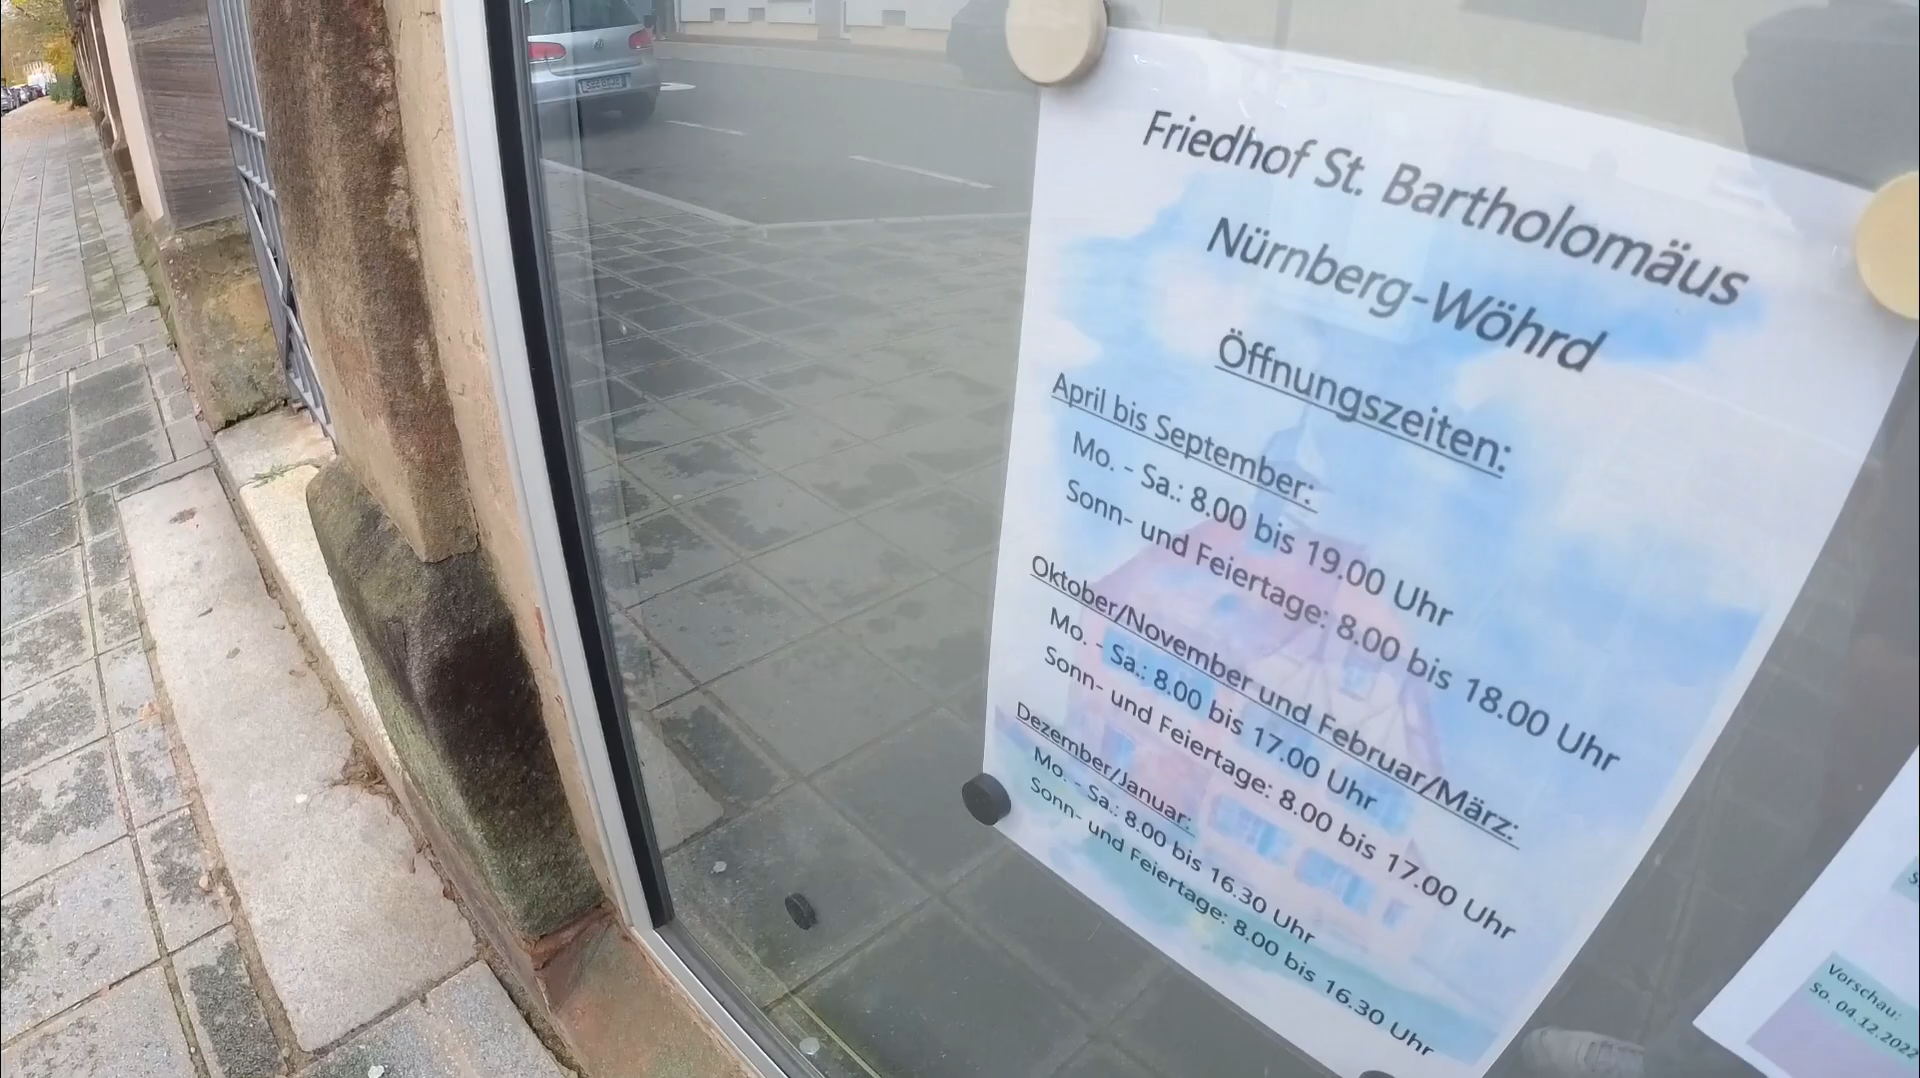 Friedhof St. Bartholomäus
Nürnberg-Wöhrd
Öffnungszeiten:
April bis September:
Mo. - Sa.: 8.00 bis 19.00 Uhr
Sonn- und Feiertage: 8.00 bis 18.00 Uhr
Oktober/November und Februar/März:
Mo. - Sa.: 8.00 bis 17.00 Uhr
Sonn- und Feiertage: 8.00 bis 17.00 Uhr
Dezember/Januar:
Mo. - Sa.: 8.00 bis 16.30 Uhr
Sonn- und Feiertage: 8.00 bis 16.30 Uhr
Vorschau:
So. 04.12.2022